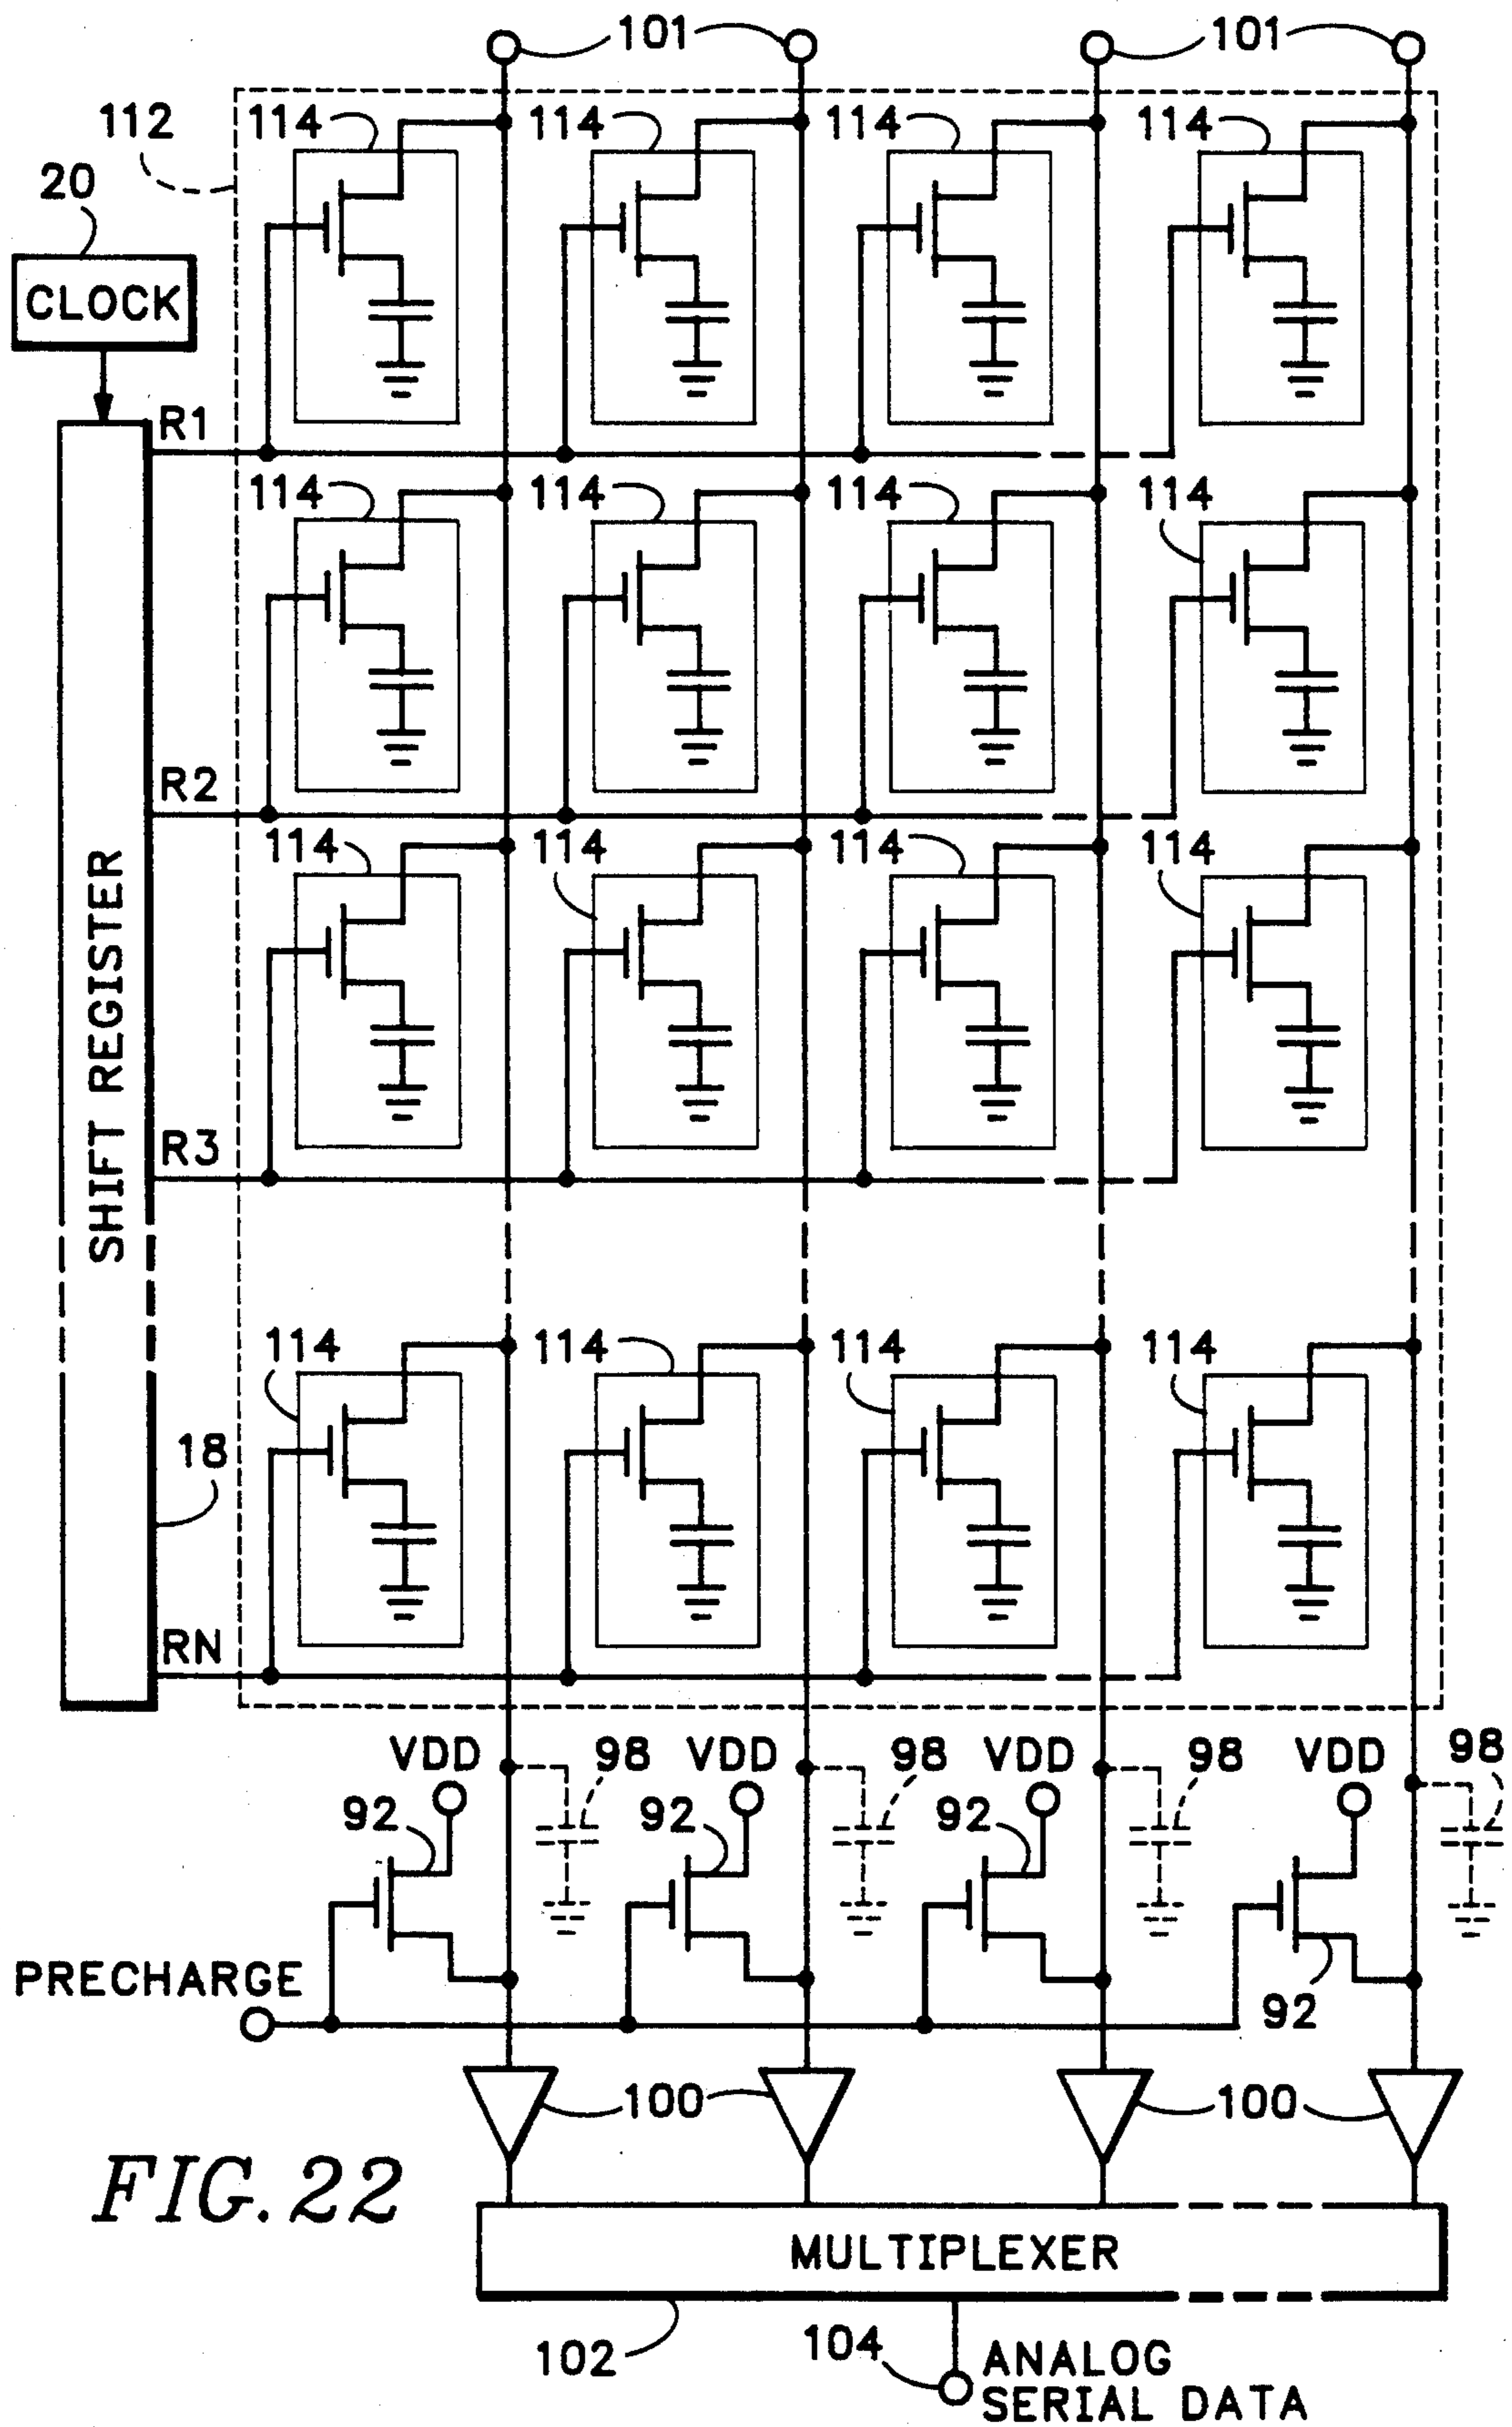 101 101
112 114 114 114 114
20
CLOCK
R1
114 114 114 114
R2
114 114 114 114
SHIFT REGISTER
R3
114 114 114 114
18
RN
VDD 98 VDD 98 VDD 98 VDD 98
92 92 92
PRECHARGE
92
100 100
FIG. 22
MULTIPLEXER
102
104
ANALOG
SERIAL DATA